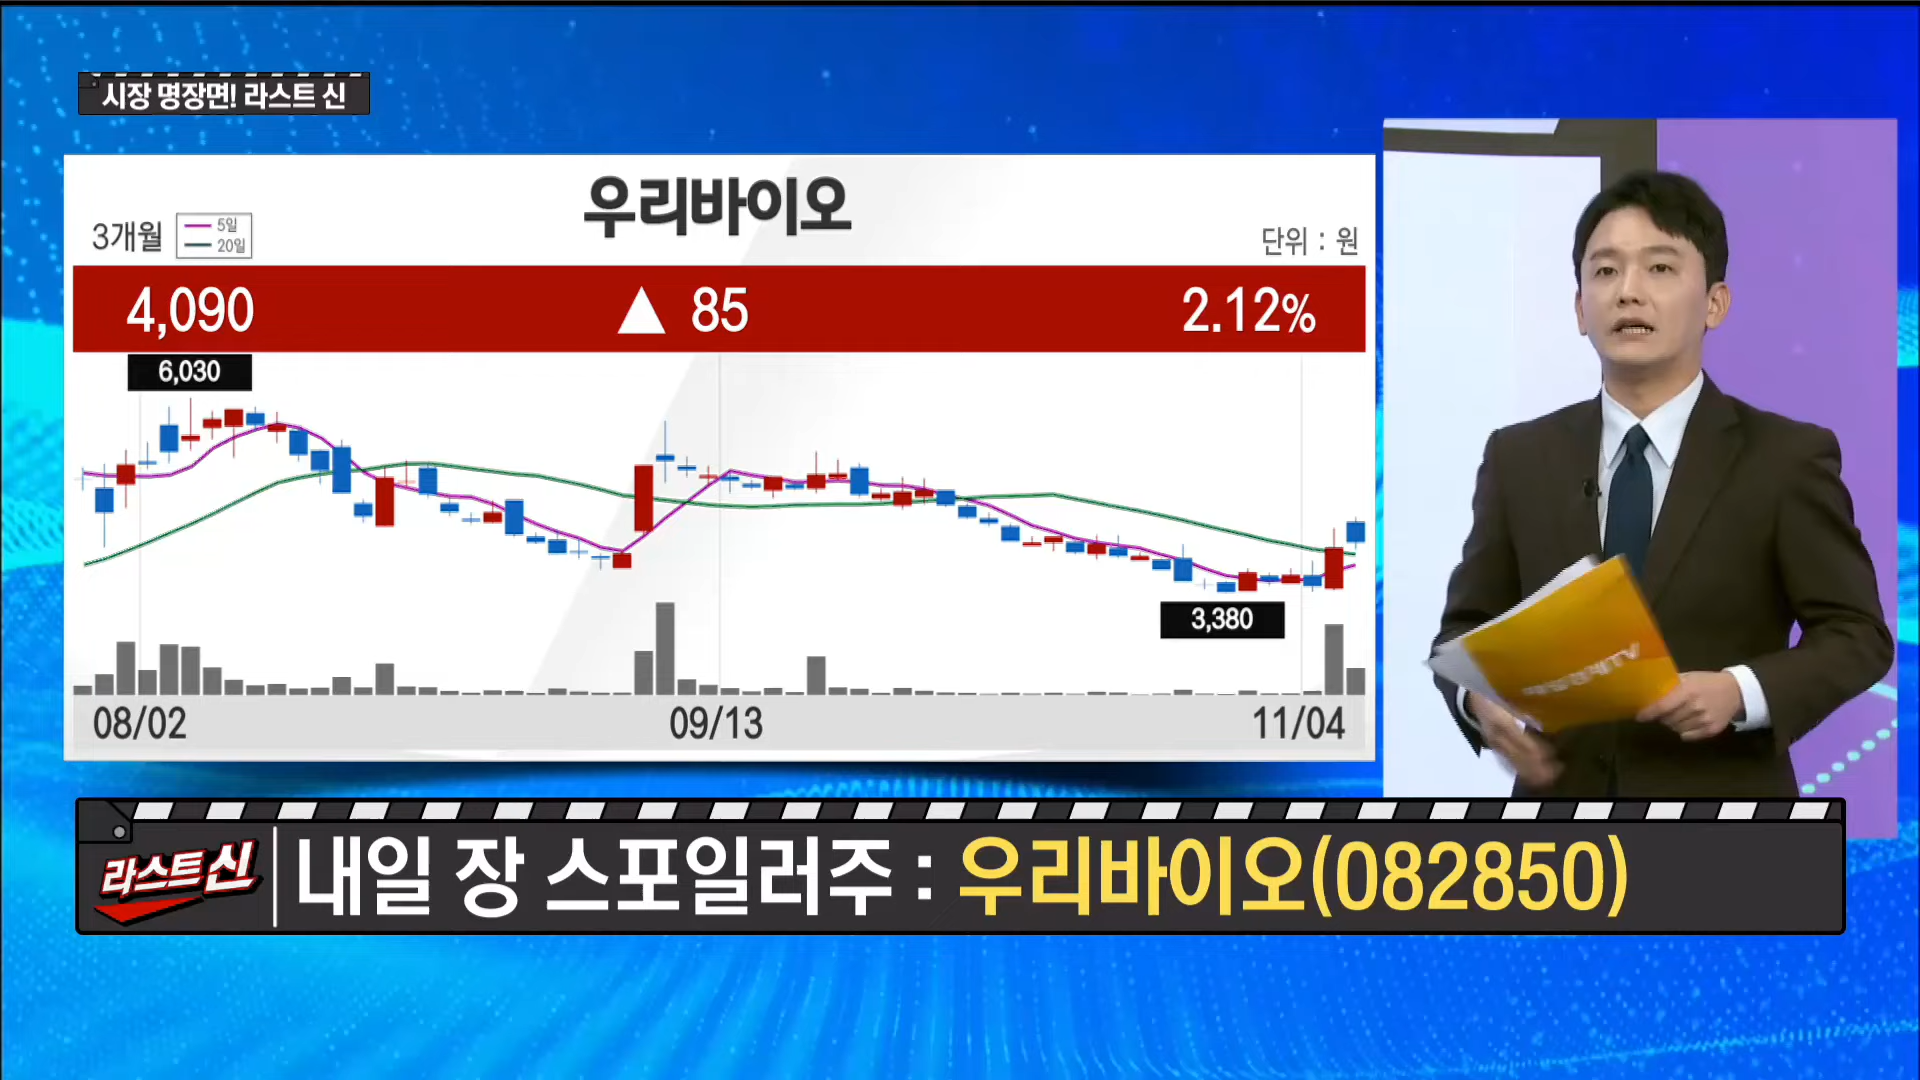 시장 명장면! 라스트 신
우리바이오
3개월
5일
20일
단위 : 원
4,090 ▲ 85 2.12%
6,030
3,380
08/02 09/13 11/04
라스트신
내일 장 스포일러주 : 우리바이오(082850)